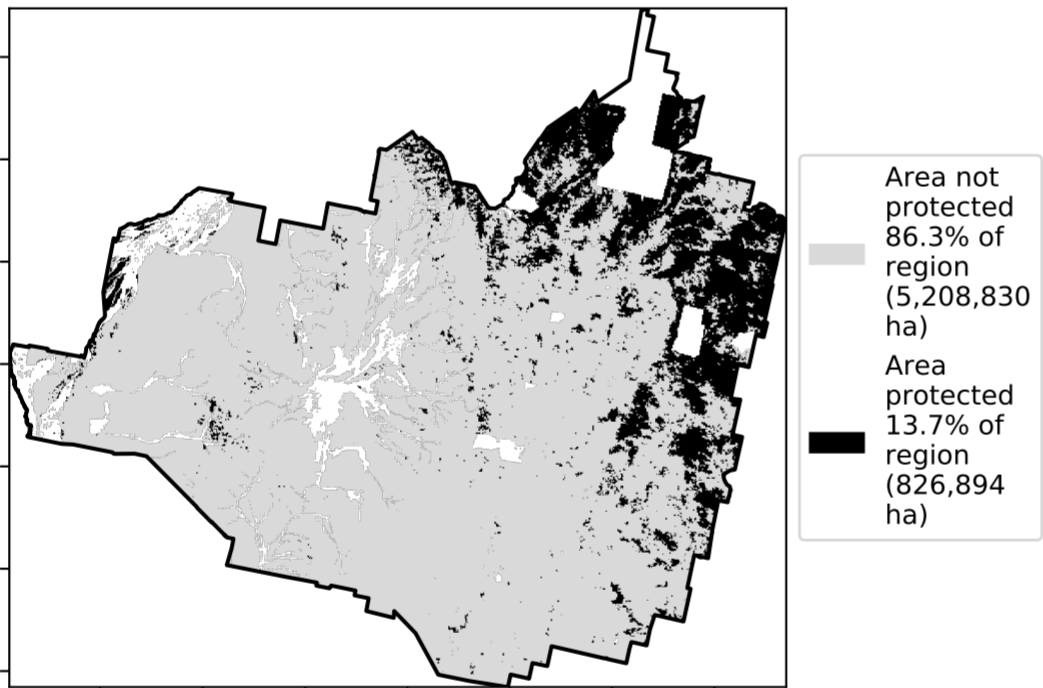 Area not
protected
86.3% of
region
(5,208,830
ha)
Area
protected
13.7% of
region
(826,894
ha)